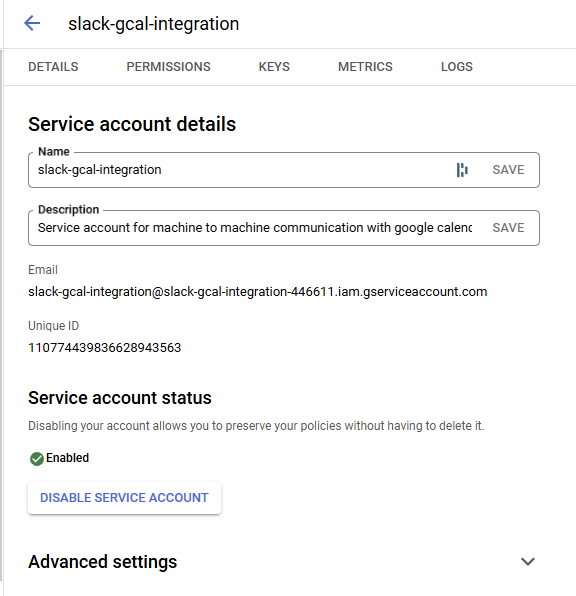 slack-gcal-integration
DETAILS PERMISSIONS KEYS METRICS LOGS
Service account details
Name
slack-gcal-integration SAVE
Description
Service account for machine to machine communication with google calend SAVE
Email
slack-gcal-integration@slack-gcal-integration-446611.iam.gserviceaccount.com
Unique ID
110774439836628943563
Service account status
Disabling your account allows you to preserve your policies without having to delete it.
Enabled
DISABLE SERVICE ACCOUNT
Advanced settings